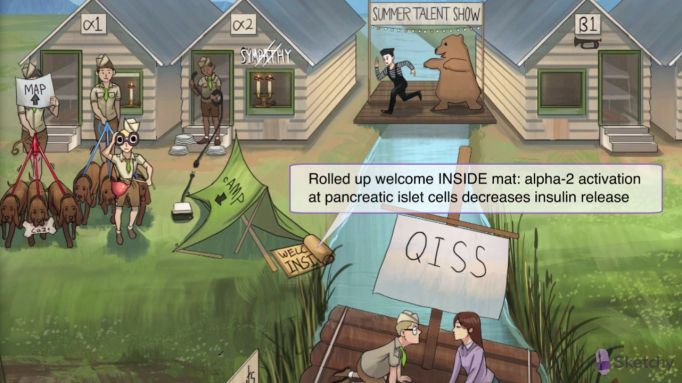 α1
α2
SUMMER TALENT SHOW
β1
SYMPATHY
MAP
CAMP
Rolled up welcome INSIDE mat: alpha-2 activation
at pancreatic islet cells decreases insulin release
WELC
INSI
QISS
Ca2
Sketchy